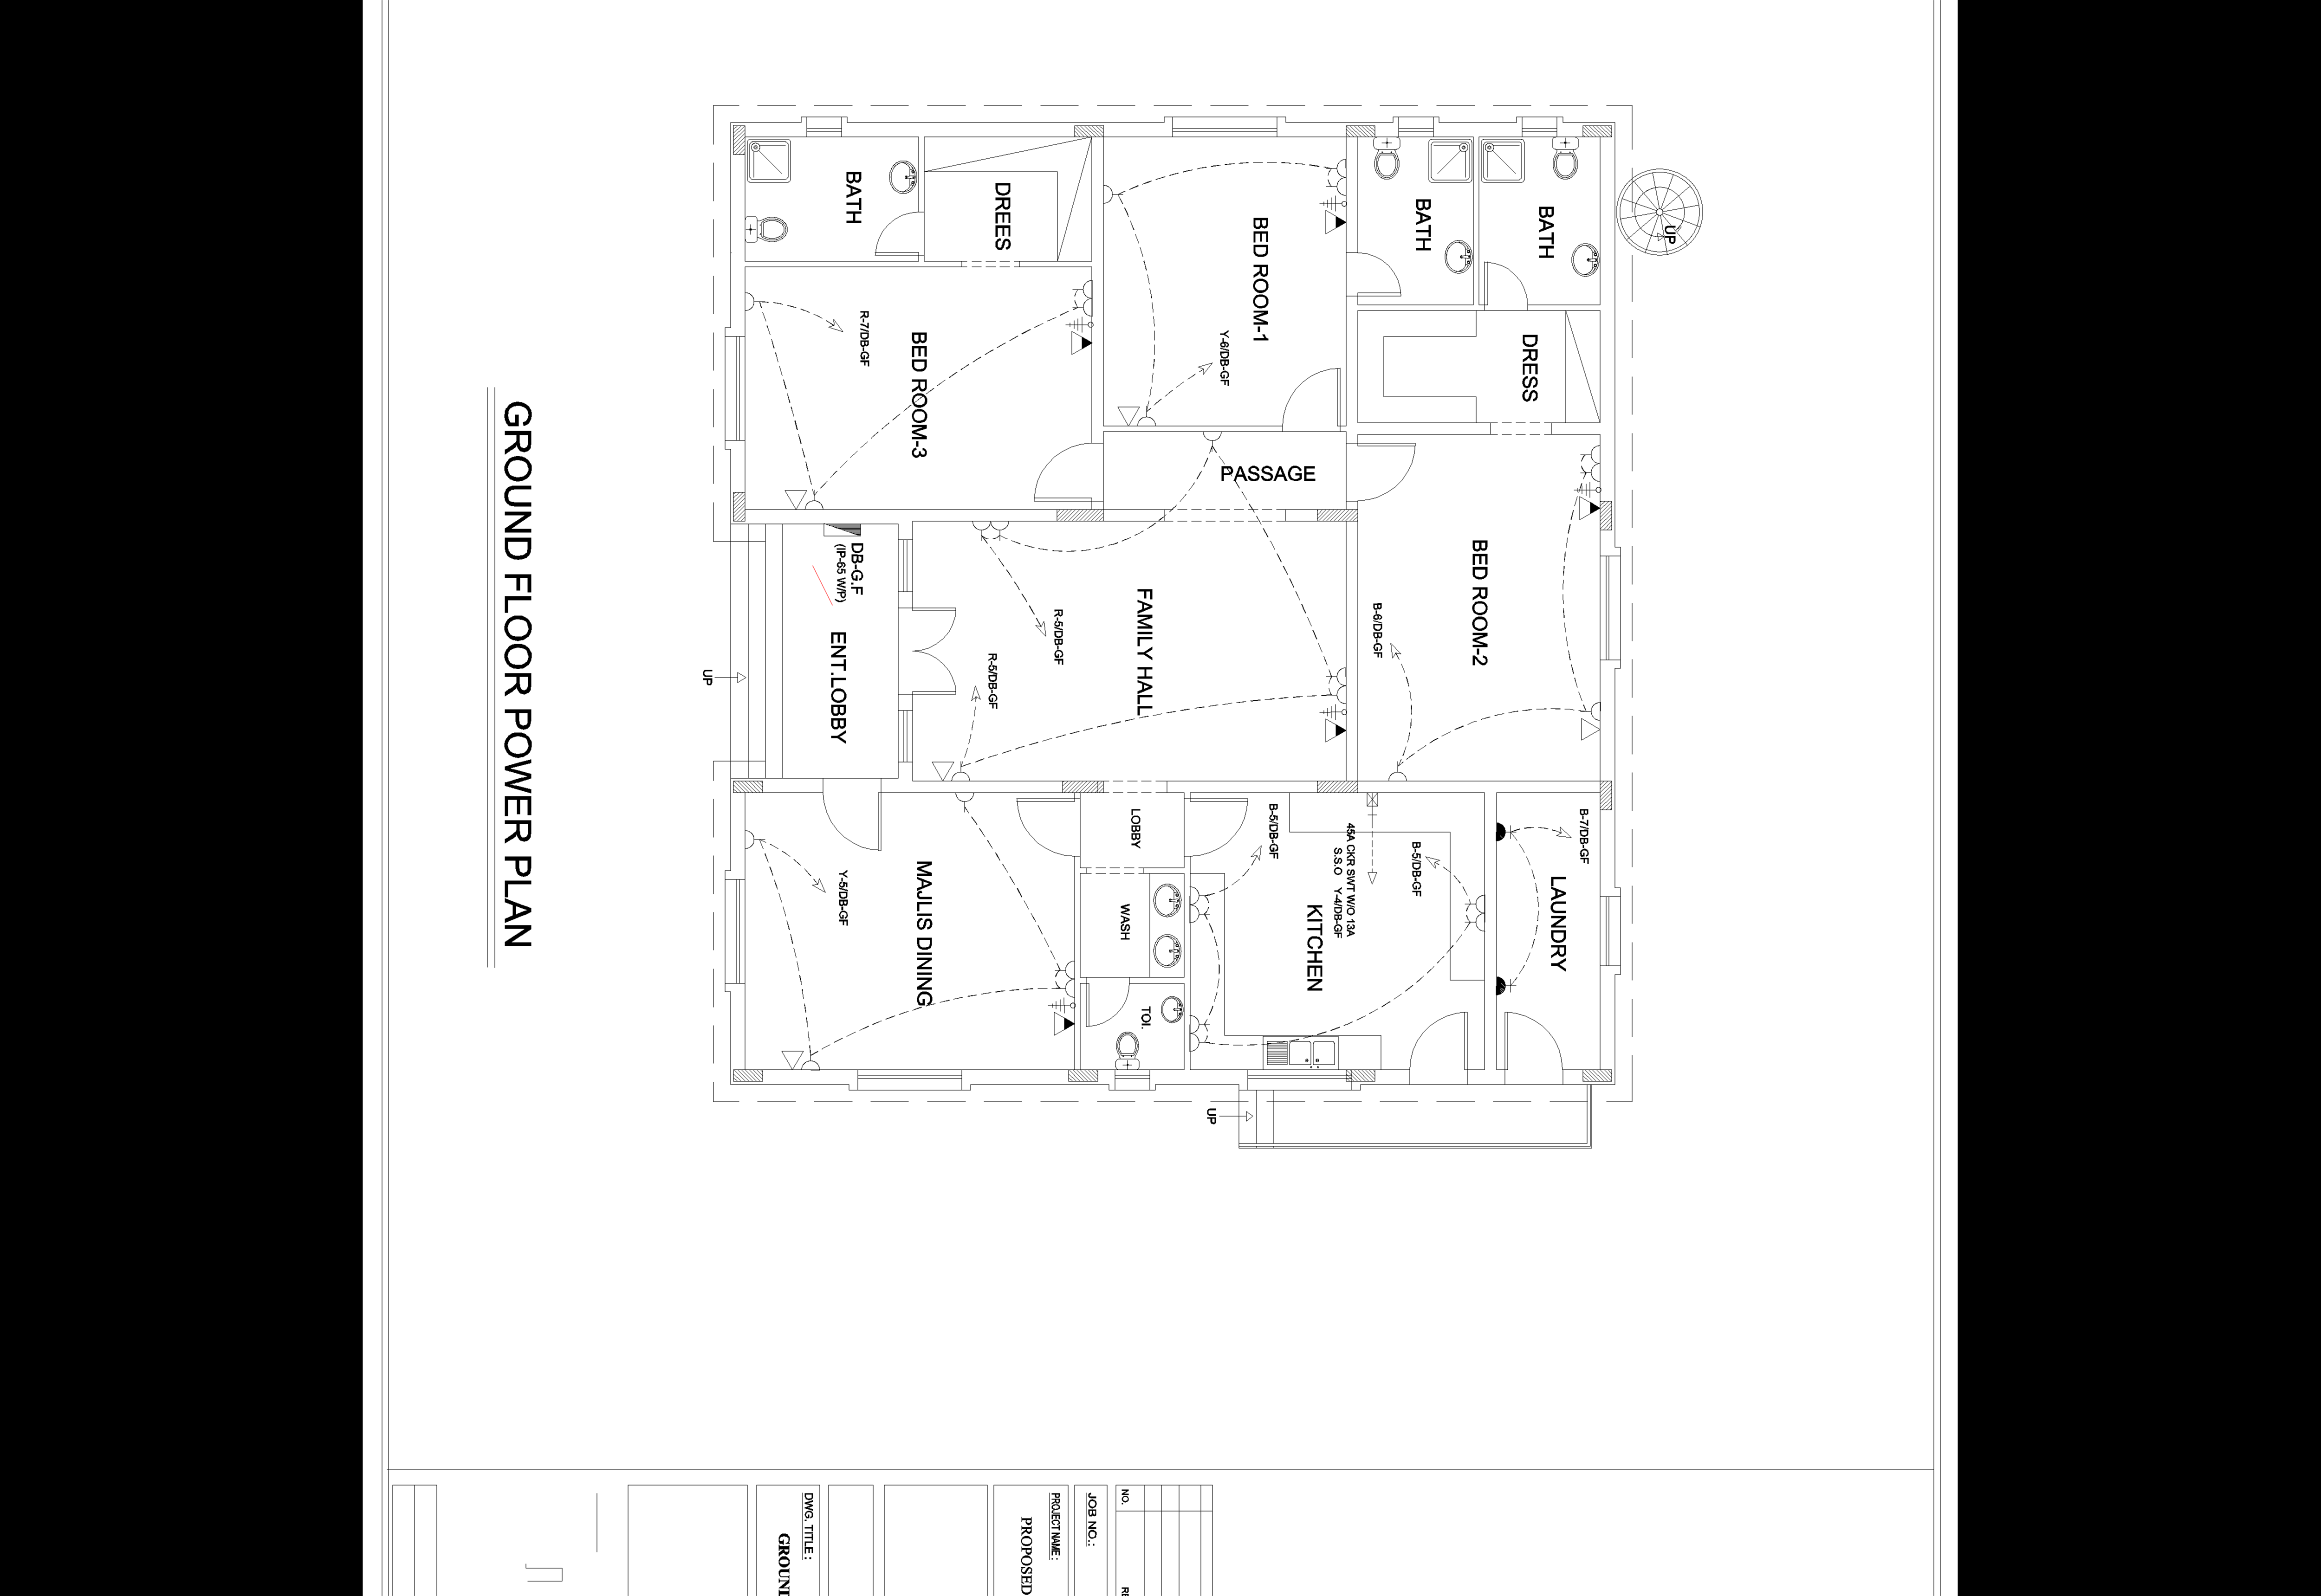 UP
BATH
BATH
DRESS
BED ROOM-1
Y-6/DB-GF
DREES
BATH
BED ROOM-3
R-7/DB-GF
PASSAGE
BED ROOM-2
B-6/DB-GF
FAMILY HALL
R-5/DB-GF
R-5/DB-GF
DB-G.F
(IP-65 W/P)
ENT.LOBBY
UP
B-7/DB-GF
LAUNDRY
B-5/DB-GF
45A CKR SWT W/O 13A
S.S.O Y-4/DB-GF
KITCHEN
B-5/DB-GF
LOBBY
WASH
TOI.
MAJLIS DINING
Y-5/DB-GF
UP
GROUND FLOOR POWER PLAN
NO.
JOB NO.:
PROJECT NAME :
PROPOSED
DWG. TITLE :